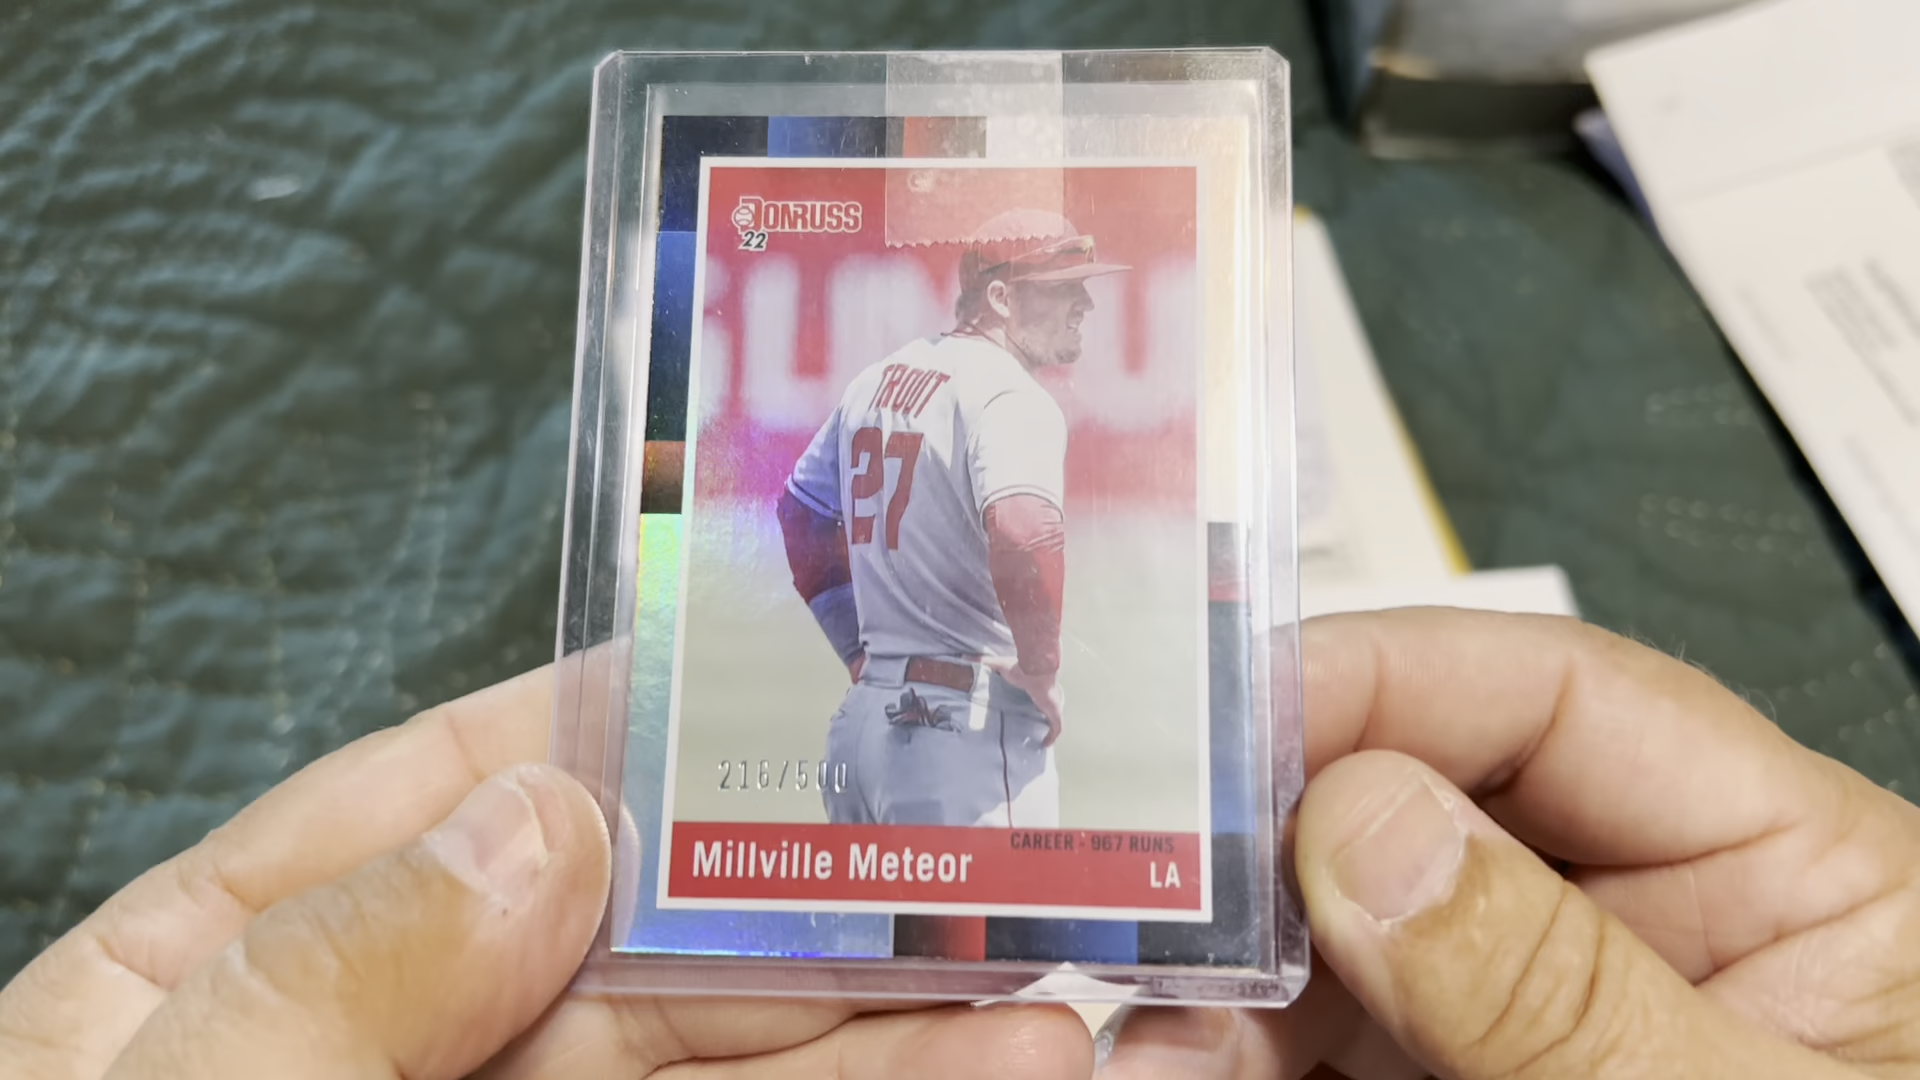 DONRUSS
22
TROUT
27
216/500
CAREER - 967 RUNS
Millville Meteor
LA